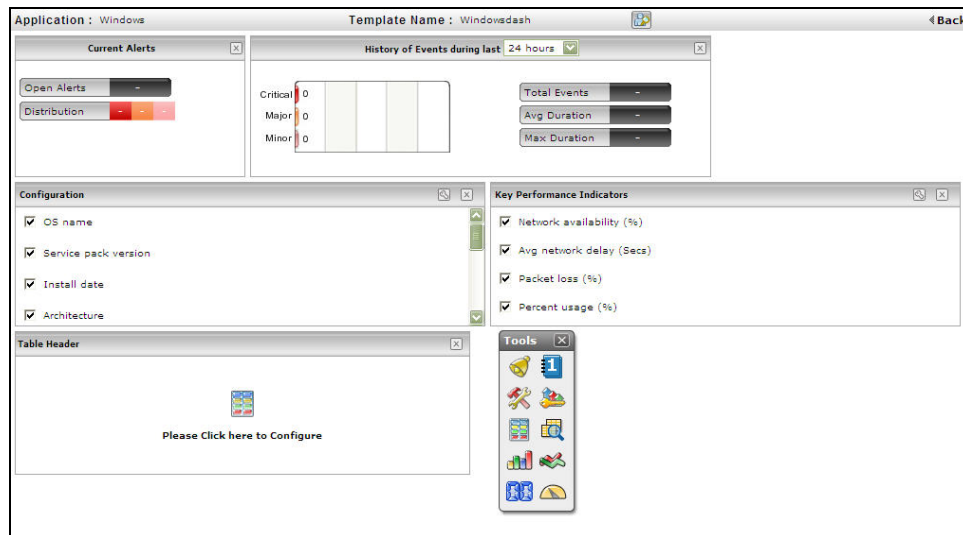 Application : Windows Template Name : Windowsdash Back
Current Alerts
Open Alerts -
Distribution - - -
History of Events during last 24 hours
Critical 0
Major 0
Minor 0
Total Events -
Avg Duration -
Max Duration -
Configuration
OS name
Service pack version
Install date
Architecture
Key Performance Indicators
Network availability (%)
Avg network delay (Secs)
Packet loss (%)
Percent usage (%)
Table Header
Please Click here to Configure
Tools
1